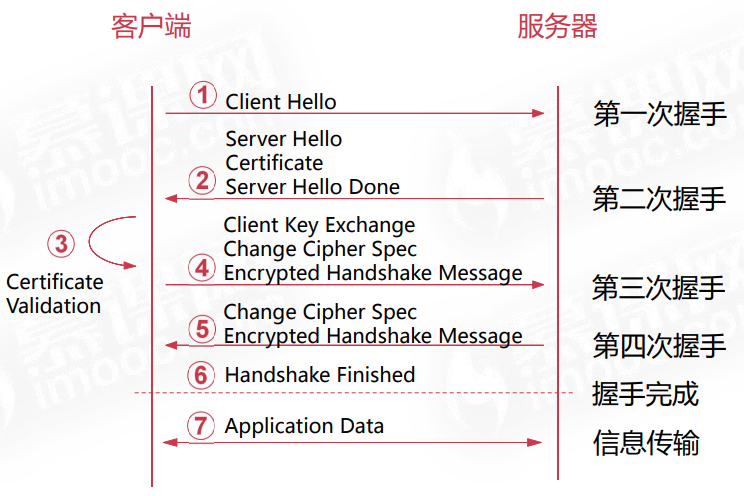 客户端
服务器
① Client Hello
第一次握手
Server Hello
Certificate
② Server Hello Done
第二次握手
③
Certificate
Validation
Client Key Exchange
Change Cipher Spec
④ Encrypted Handshake Message
第三次握手
Change Cipher Spec
⑤ Encrypted Handshake Message
第四次握手
⑥ Handshake Finished
握手完成
⑦ Application Data
信息传输
慕课网
imooc.com